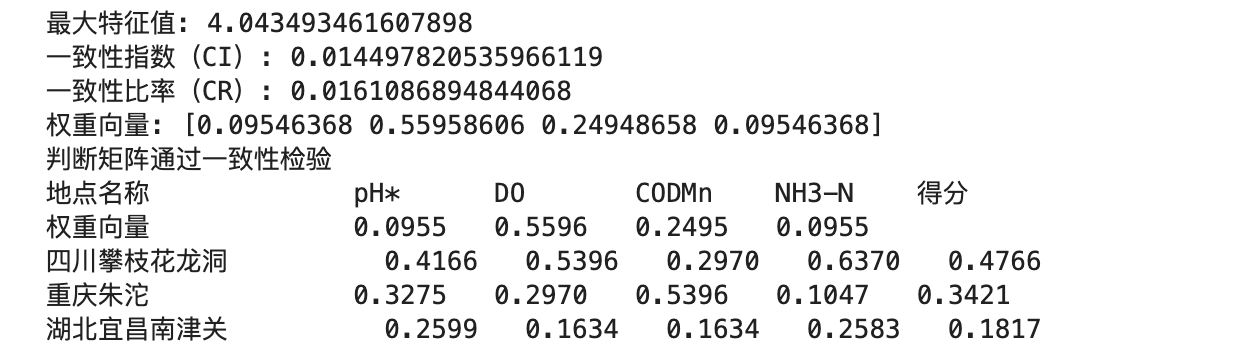 最大特征值: 4.043493461607898
一致性指数（CI）: 0.014497820535966119
一致性比率（CR）: 0.0161086894844068
权重向量: [0.09546368 0.55958606 0.24948658 0.09546368]
判断矩阵通过一致性检验
地点名称 pH* DO CODMn NH3-N 得分
权重向量 0.0955 0.5596 0.2495 0.0955
四川攀枝花龙洞 0.4166 0.5396 0.2970 0.6370 0.4766
重庆朱沱 0.3275 0.2970 0.5396 0.1047 0.3421
湖北宜昌南津关 0.2599 0.1634 0.1634 0.2583 0.1817